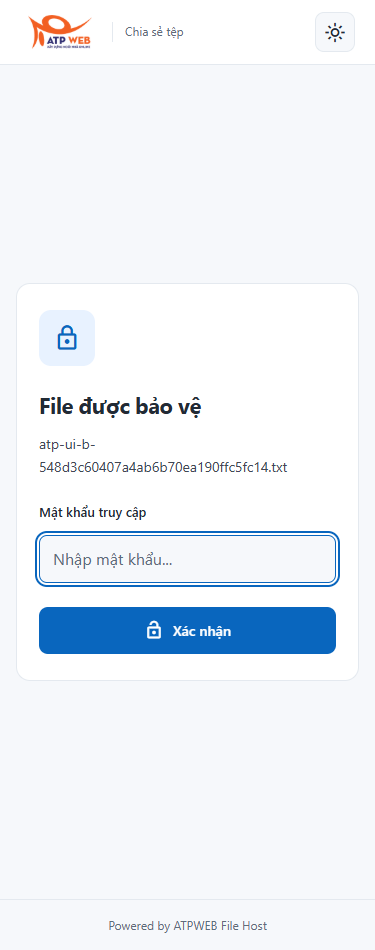 ATP WEB
Chia sẻ tệp
File được bảo vệ
atp-ui-b-
548d3c60407a4ab6b70ea190ffc5fc14.txt
Mật khẩu truy cập
Nhập mật khẩu...
Xác nhận
Powered by ATPWEB File Host